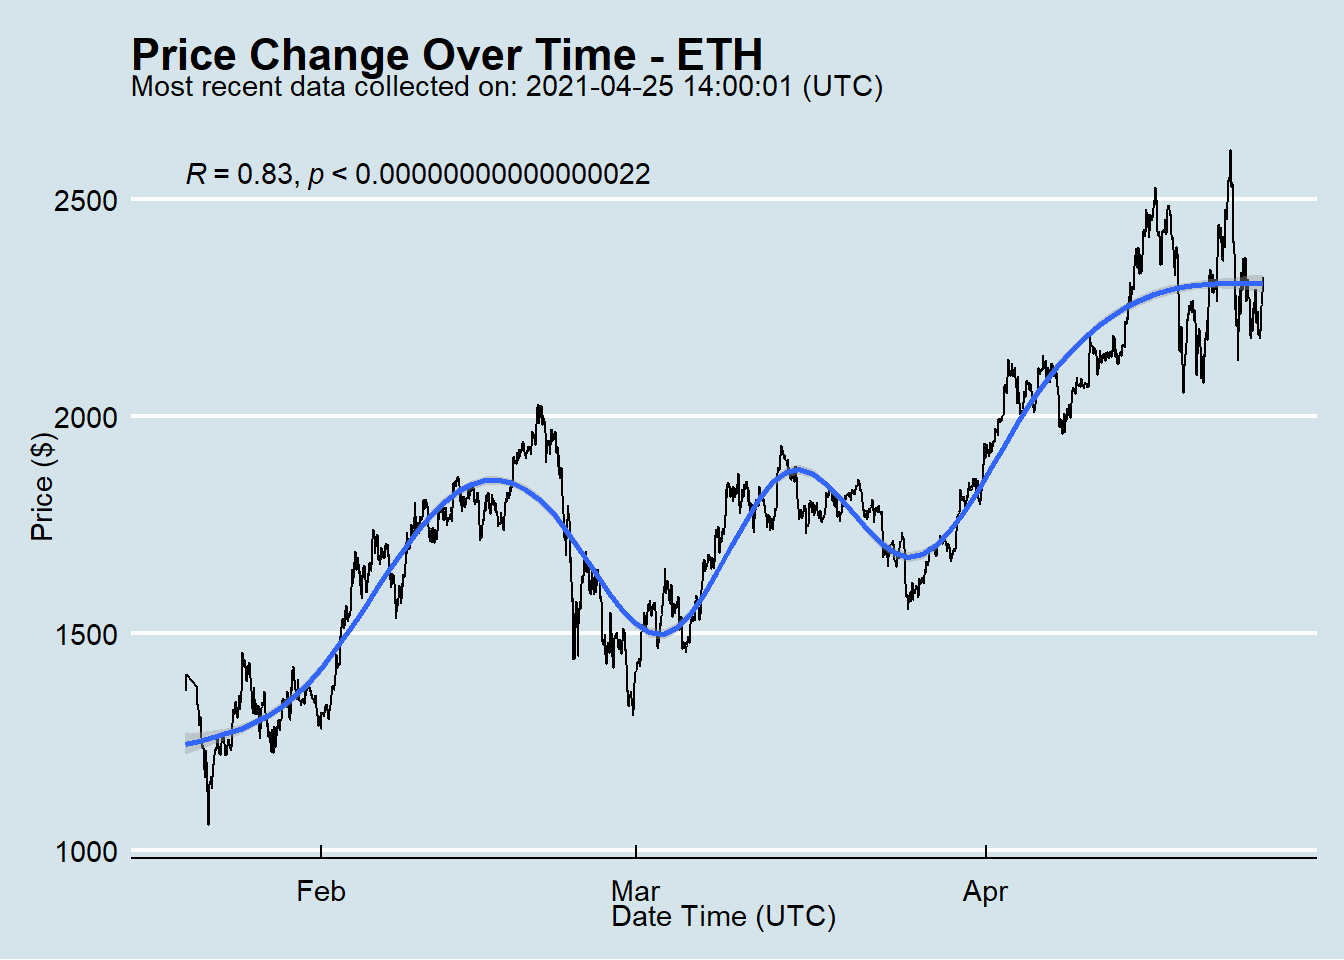 Price Change Over Time - ETH
Most recent data collected on: 2021-04-25 14:00:01 (UTC)
R = 0.83, p < 0.00000000000000022
2500
2000
1500
1000
Price ($)
Feb Mar Apr
Date Time (UTC)